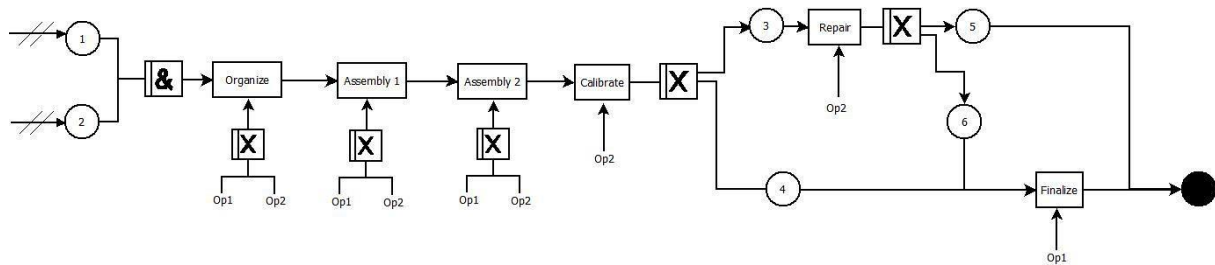 1
2
&
Organize
Assembly 1
Assembly 2
Calibrate
X
3
Repair
X
5
6
4
Finalize
X
X
X
Op1
Op2
Op1
Op2
Op1
Op2
Op2
Op2
Op1